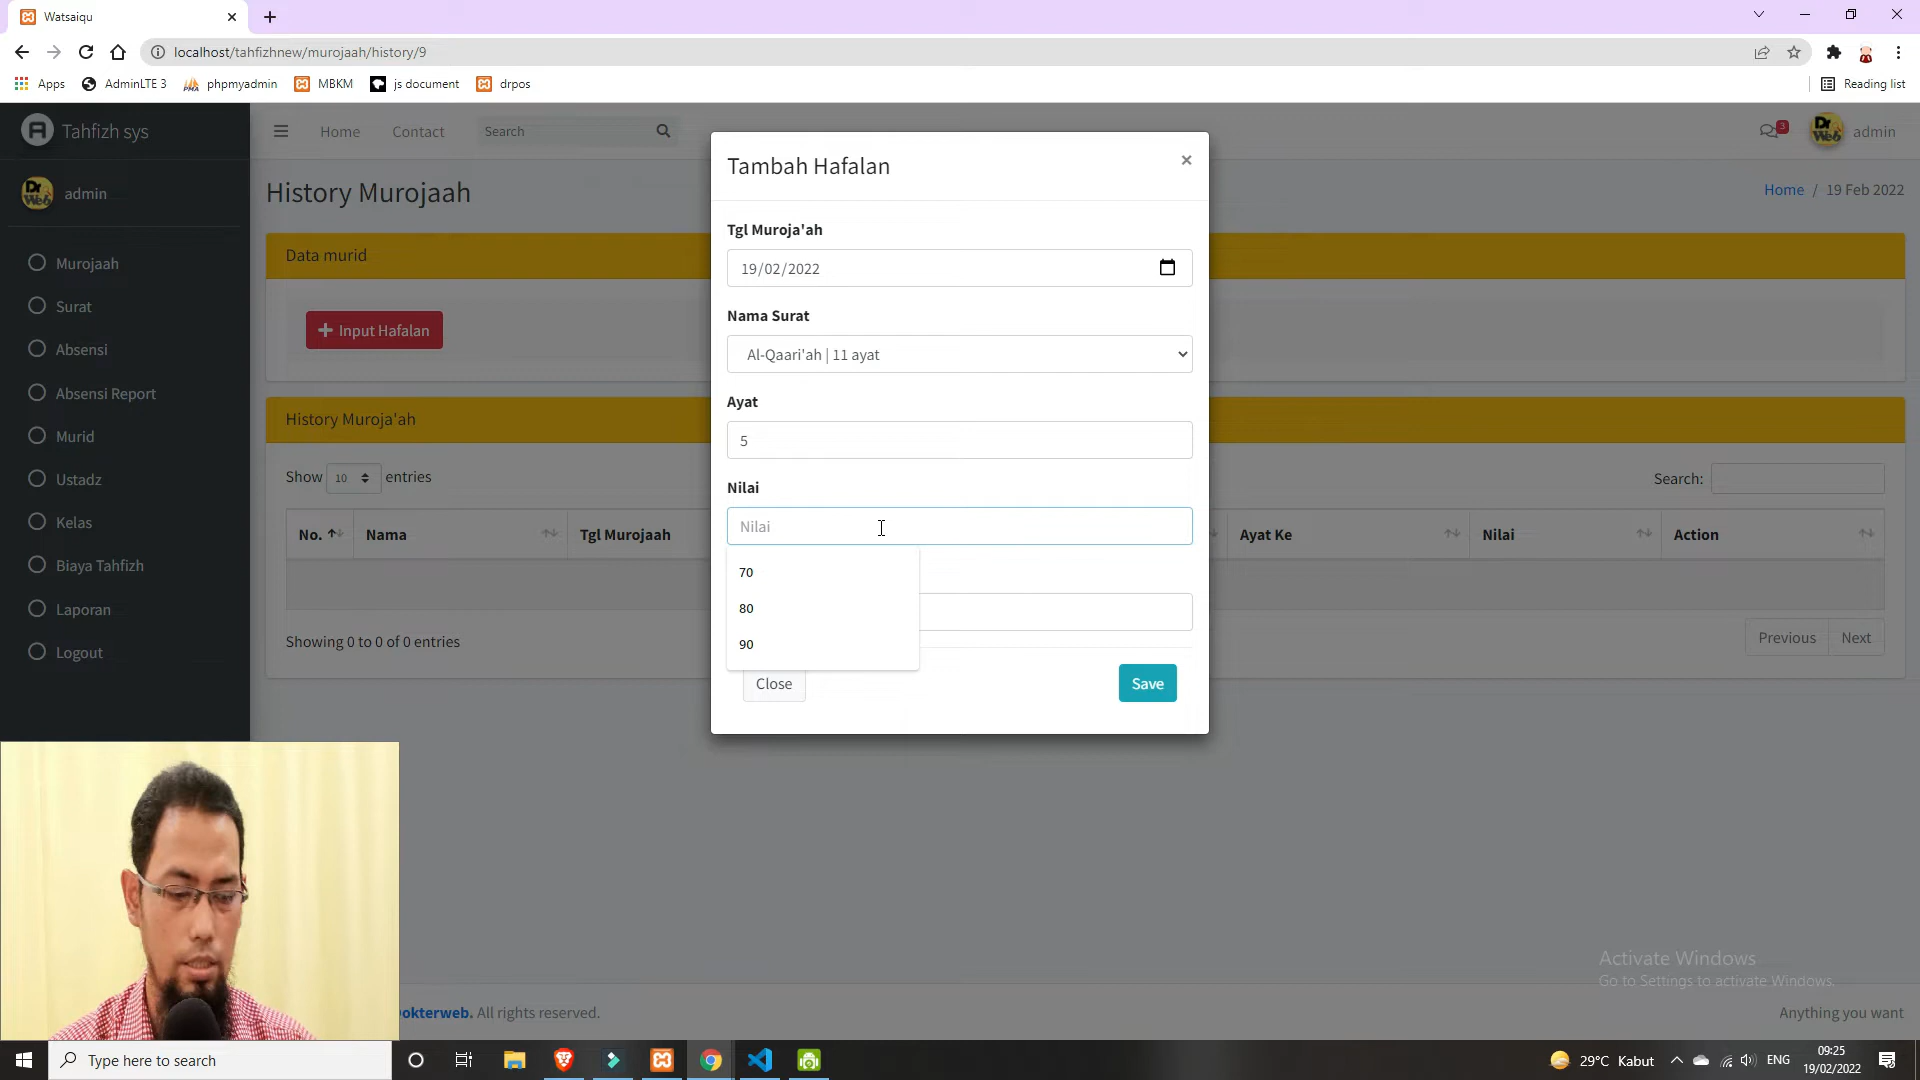 Watsaiqu
localhost/tahfizhnew/murojaah/history/9
Apps
AdminLTE 3
phpmyadmin
MBKM
js document
drpos
Reading list
Tahfizh sys
Home
Contact
Search
3
admin
admin
Murojaah
Surat
Absensi
Absensi Report
Murid
Ustadz
Kelas
Biaya Tahfizh
Laporan
Logout
History Murojaah
Home / 19 Feb 2022
Data murid
Input Hafalan
History Muroja'ah
Show 10 entries
Search:
No.
Nama
Tgl Murojaah
Ayat Ke
Nilai
Action
Showing 0 to 0 of 0 entries
Previous
Next
Tambah Hafalan
×
Tgl Muroja'ah
19/02/2022
Nama Surat
Al-Qaari'ah | 11 ayat
Ayat
5
Nilai
Nilai
70
80
90
Close
Save
Activate Windows
Go to Settings to activate Windows.
okterweb. All rights reserved.
Anything you want
Type here to search
29°C Kabut
ENG
09:25
19/02/2022